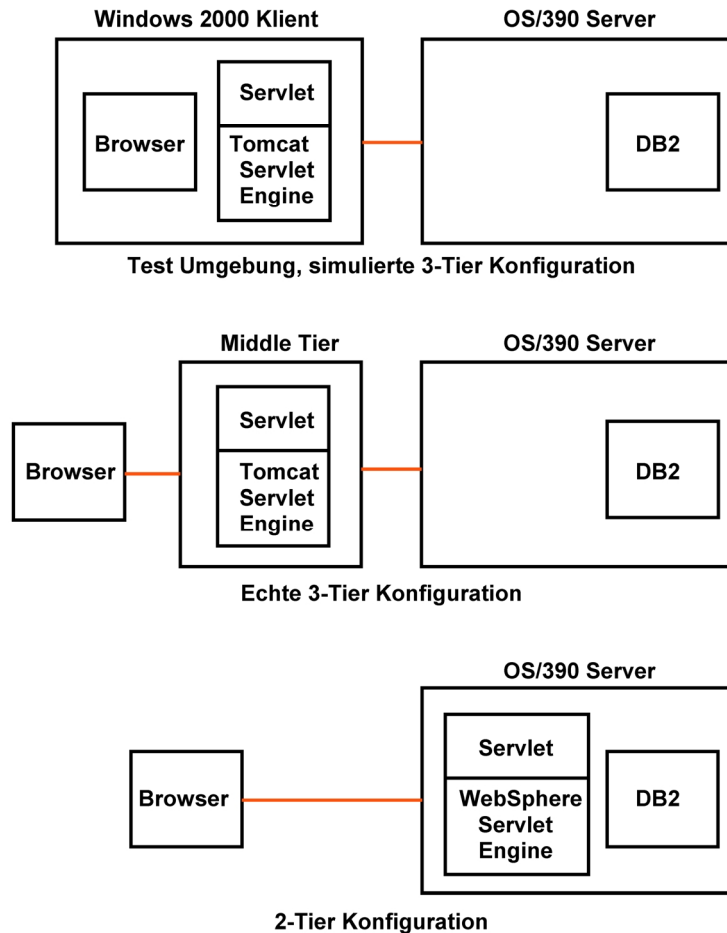 Windows 2000 Klient
OS/390 Server
Browser
Servlet
Tomcat
Servlet
Engine
DB2
Test Umgebung, simulierte 3-Tier Konfiguration
Middle Tier
OS/390 Server
Browser
Servlet
Tomcat
Servlet
Engine
DB2
Echte 3-Tier Konfiguration
OS/390 Server
Browser
Servlet
WebSphere
Servlet
Engine
DB2
2-Tier Konfiguration